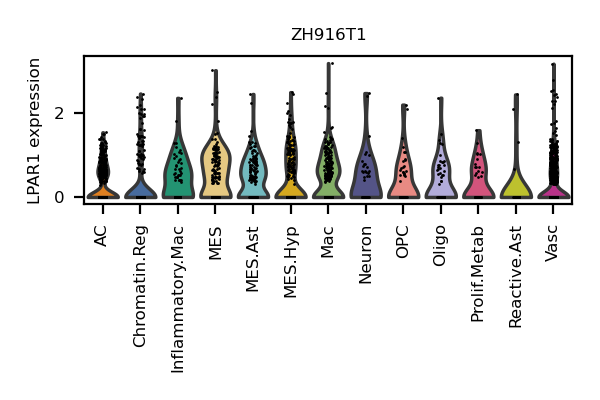 ZH916T1
LPAR1 expression
2
0
AC
Chromatin.Reg
Inflammatory.Mac
MES
MES.Ast
MES.Hyp
Mac
Neuron
OPC
Oligo
Prolif.Metab
Reactive.Ast
Vasc